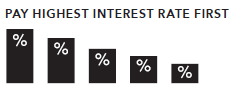 PAY HIGHEST INTEREST RATE FIRST
% % % % %